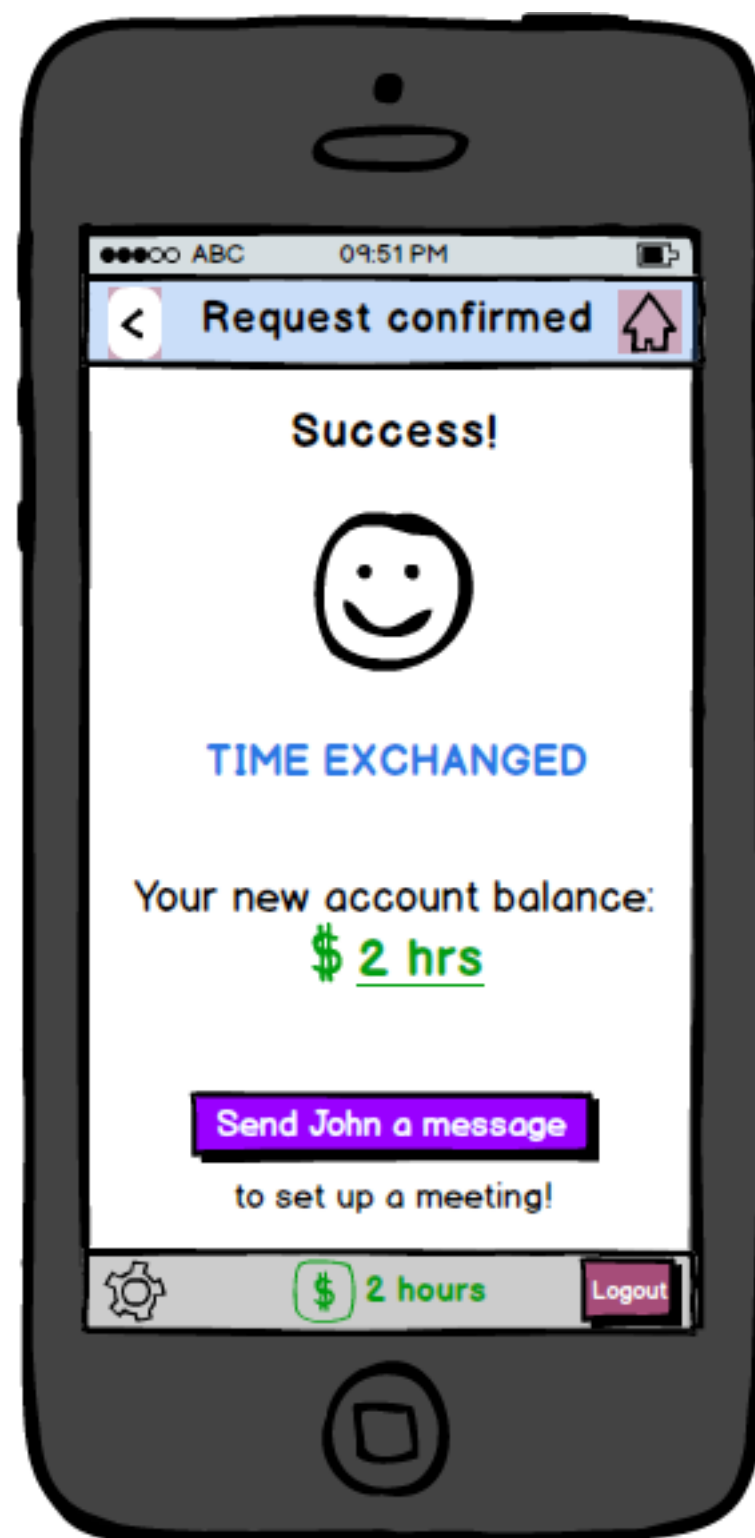 ABC 09:51 PM
< Request confirmed
Success!
TIME EXCHANGED
Your new account balance:
$ 2 hrs
Send John a message
to set up a meeting!
$ 2 hours Logout